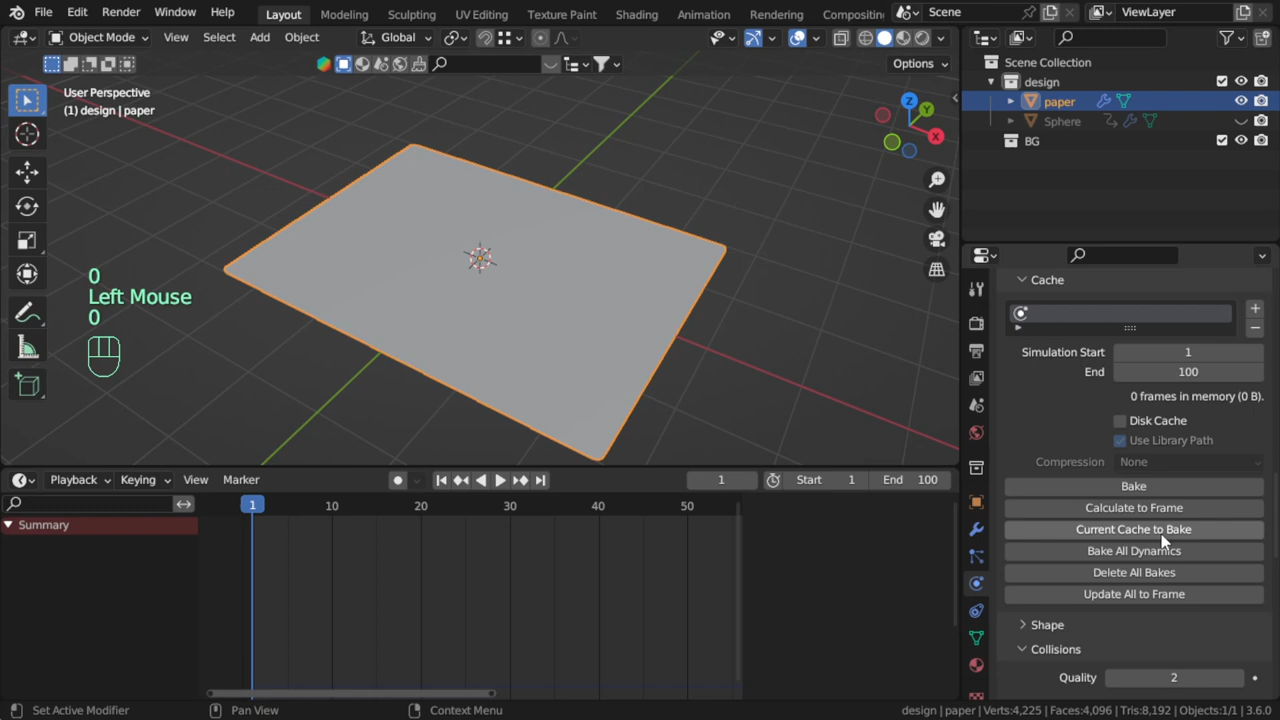 File Edit Render Window Help Layout Modeling Sculpting UV Editing Texture Paint Shading Animation Rendering Compositin Scene ViewLayer
Object Mode View Select Add Object Global
Options
User Perspective
(1) design | paper
Z
Y
X
0
Left Mouse
0
Scene Collection
design
paper
Sphere
BG
Cache
Simulation Start 1
End 100
0 frames in memory (0 B).
Disk Cache
Use Library Path
Compression None
Bake
Calculate to Frame
Current Cache to Bake
Bake All Dynamics
Delete All Bakes
Update All to Frame
Shape
Collisions
Quality 2
Playback Keying View Marker 1 Start 1 End 100
1 10 20 30 40 50
Summary
Set Active Modifier Pan View Context Menu design | paper | Verts:4,225 | Faces:4,096 | Tris:8,192 | Objects:1/1 | 3.6.0